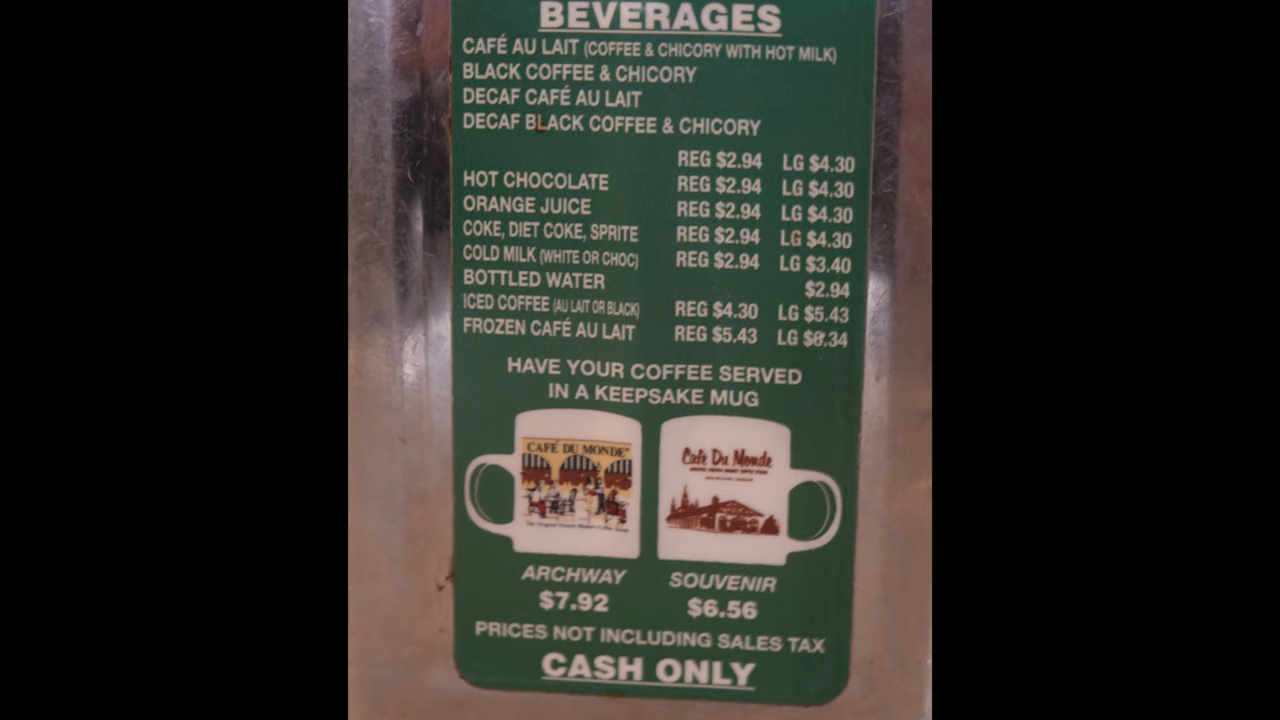 BEVERAGES
CAFÉ AU LAIT (COFFEE & CHICORY WITH HOT MILK)
BLACK COFFEE & CHICORY
DECAF CAFÉ AU LAIT
DECAF BLACK COFFEE & CHICORY
REG $2.94 LG $4.30
HOT CHOCOLATE REG $2.94 LG $4.30
ORANGE JUICE REG $2.94 LG $4.30
COKE, DIET COKE, SPRITE REG $2.94 LG $4.30
COLD MILK (WHITE OR CHOC) REG $2.94 LG $3.40
BOTTLED WATER $2.94
ICED COFFEE (AU LAIT OR BLACK) REG $4.30 LG $5.43
FROZEN CAFÉ AU LAIT REG $5.43 LG $6.34
HAVE YOUR COFFEE SERVED
IN A KEEPSAKE MUG
CAFÉ DU MONDE
The Original French Market Coffee Stand
Cafe Du Monde
ARCHWAY SOUVENIR
$7.92 $6.56
PRICES NOT INCLUDING SALES TAX
CASH ONLY